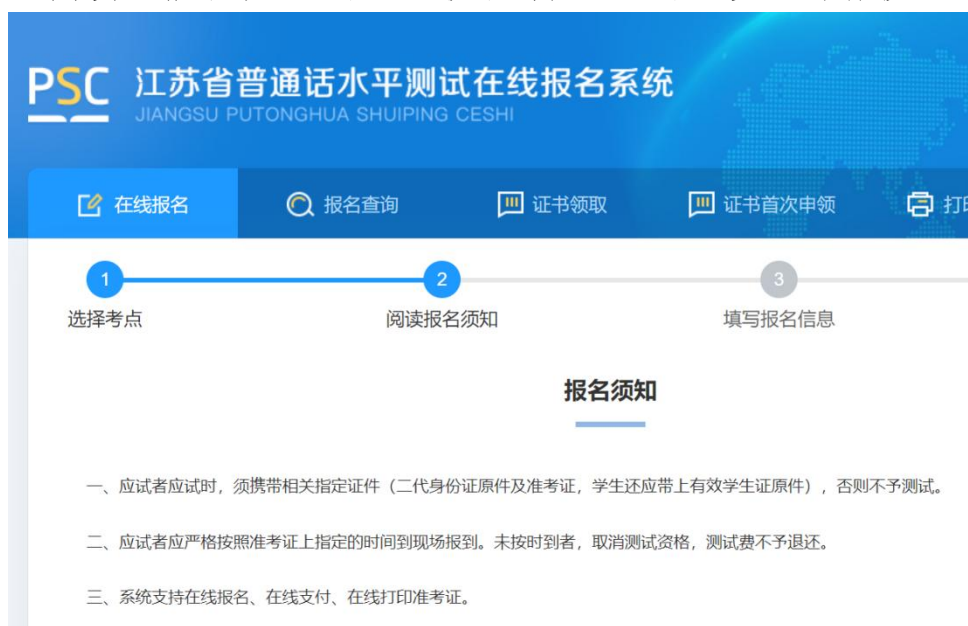 PSC 江苏省普通话水平测试在线报名系统
JIANGSU PUTONGHUA SHUIPING CESHI
在线报名 报名查询 证书领取 证书首次申领 打
1 2 3
选择考点 阅读报名须知 填写报名信息
报名须知
一、应试者应试时，须携带相关指定证件（二代身份证原件及准考证，学生还应带上有效学生证原件），否则不予测试。
二、应试者应严格按照准考证上指定的时间到现场报到。未按时到者，取消测试资格，测试费不予退还。
三、系统支持在线报名、在线支付、在线打印准考证。